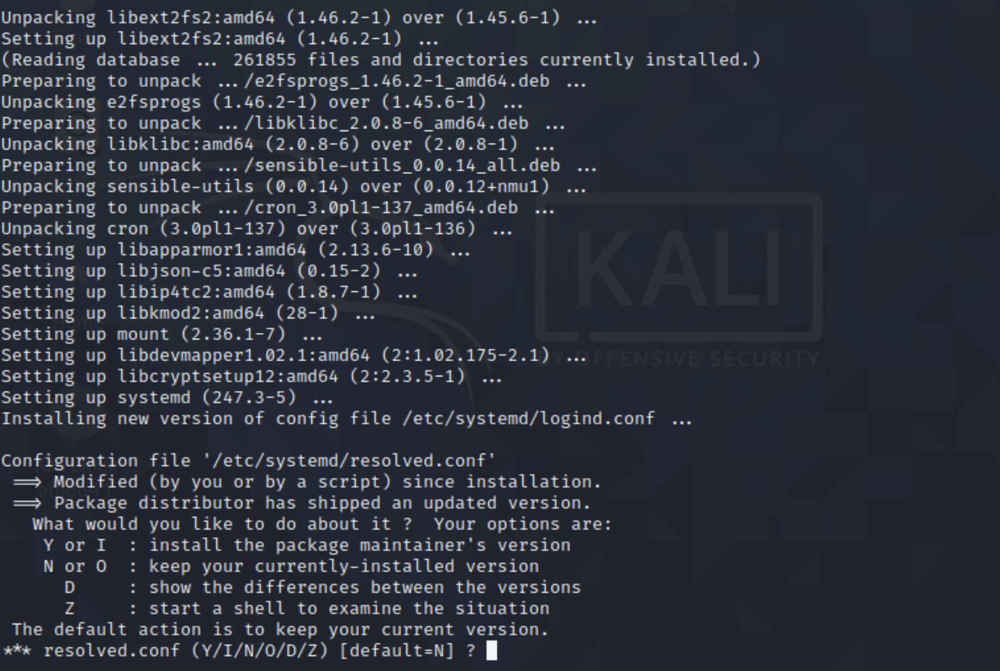 Unpacking libext2fs2:amd64 (1.46.2-1) over (1.45.6-1) ...
Setting up libext2fs2:amd64 (1.46.2-1) ...
(Reading database ... 261855 files and directories currently installed.)
Preparing to unpack .../e2fsprogs_1.46.2-1_amd64.deb ...
Unpacking e2fsprogs (1.46.2-1) over (1.45.6-1) ...
Preparing to unpack .../libklibc_2.0.8-6_amd64.deb ...
Unpacking libklibc:amd64 (2.0.8-6) over (2.0.8-1) ...
Preparing to unpack .../sensible-utils_0.0.14_all.deb ...
Unpacking sensible-utils (0.0.14) over (0.0.12+nmu1) ...
Preparing to unpack .../cron_3.0pl1-137_amd64.deb ...
Unpacking cron (3.0pl1-137) over (3.0pl1-136) ...
Setting up libapparmor1:amd64 (2.13.6-10) ...
Setting up libjson-c5:amd64 (0.15-2) ...
Setting up libip4tc2:amd64 (1.8.7-1) ...
Setting up libkmod2:amd64 (28-1) ...
Setting up mount (2.36.1-7) ...
Setting up libdevmapper1.02.1:amd64 (2:1.02.175-2.1) ...
Setting up libcryptsetup12:amd64 (2:2.3.5-1) ...
Setting up systemd (247.3-5) ...
Installing new version of config file /etc/systemd/logind.conf ...
Configuration file '/etc/systemd/resolved.conf'
==> Modified (by you or by a script) since installation.
==> Package distributor has shipped an updated version.
What would you like to do about it ?  Your options are:
Y or I  : install the package maintainer's version
N or O  : keep your currently-installed version
D     : show the differences between the versions
Z     : start a shell to examine the situation
The default action is to keep your current version.
*** resolved.conf (Y/I/N/O/D/Z) [default=N] ?
KALI
BY OFFENSIVE SECURITY
File System
Home